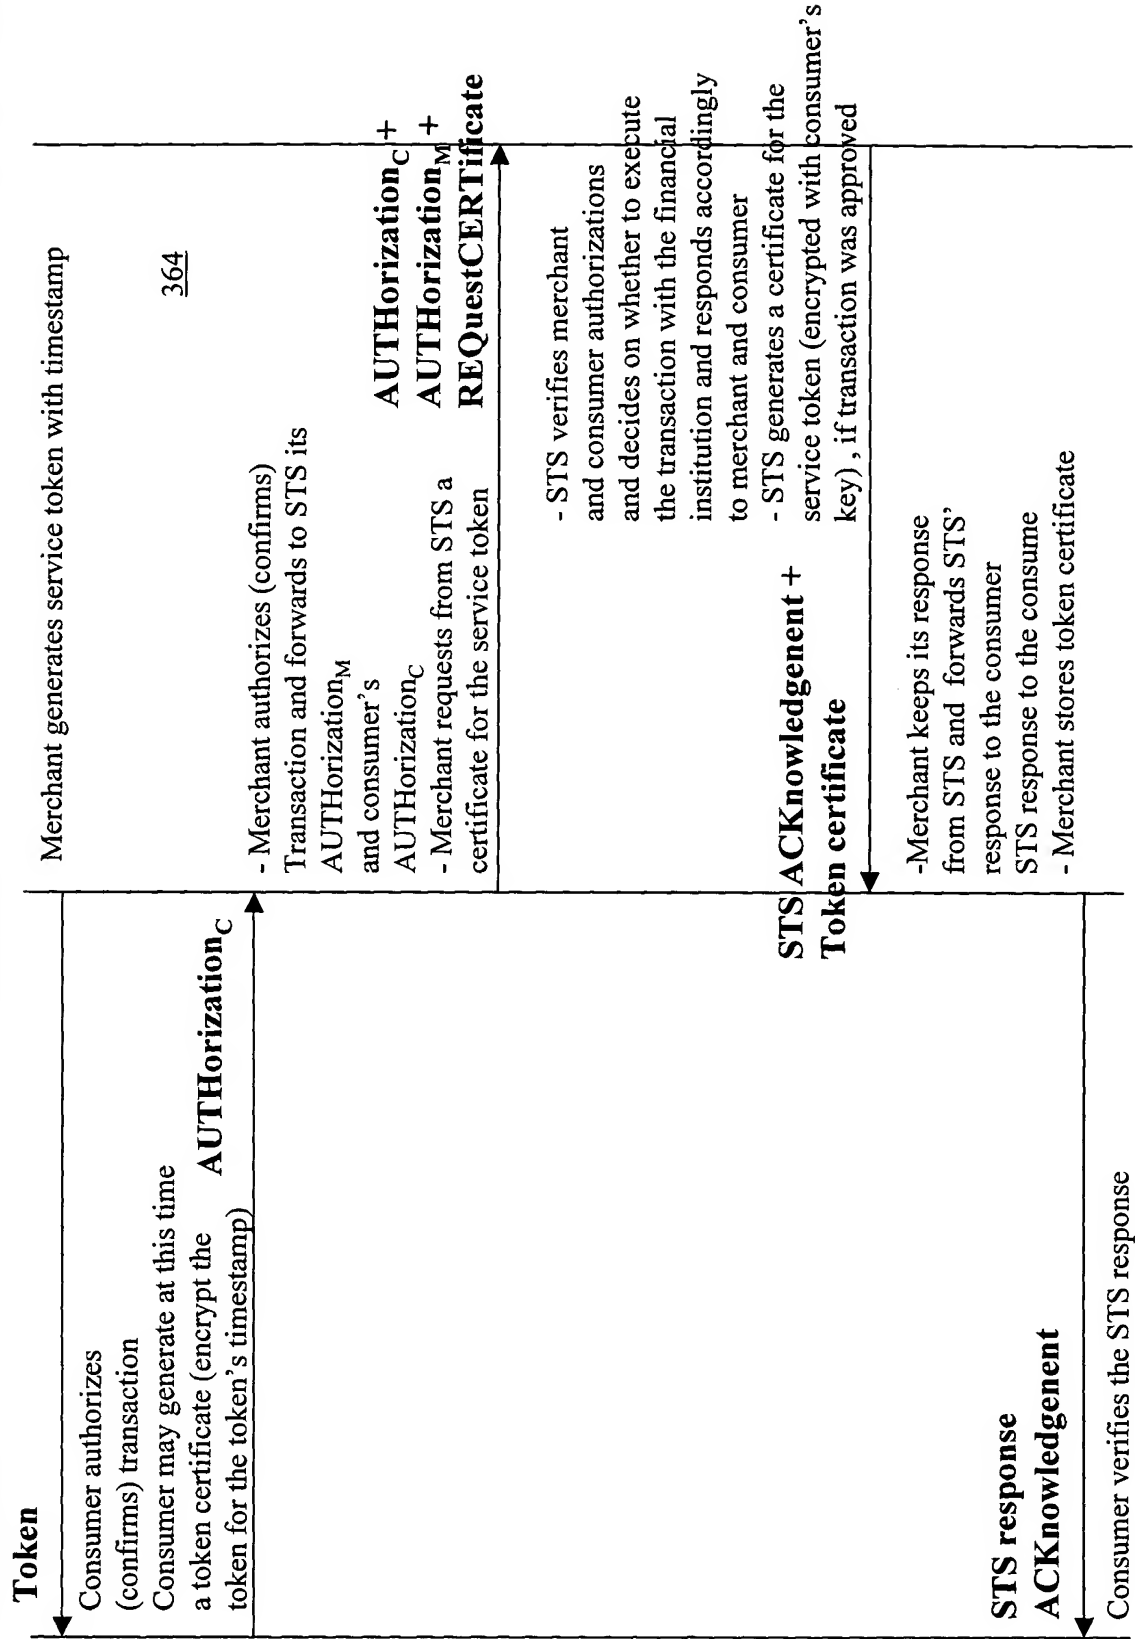 Token
Merchant generates service token with timestamp
Consumer authorizes
(confirms) transaction
Consumer may generate at this time
a token certificate (encrypt the
token for the token's timestamp)
AUTHorizationC
364
- Merchant authorizes (confirms)
Transaction and forwards to STS its
AUTHorizationM
and consumer's
AUTHorizationC
- Merchant requests from STS a
certificate for the service token
AUTHorizationC +
AUTHorizationM +
REQuestCERTificate
- STS verifies merchant
and consumer authorizations
and decides on whether to execute
the transaction with the financial
institution and responds accordingly
to merchant and consumer
- STS generates a certificate for the
service token (encrypted with consumer's
key) , if transaction was approved
STS ACKnowledgenent +
Token certificate
-Merchant keeps its response
from STS and forwards STS'
response to the consumer
STS response to the consume
- Merchant stores token certificate
STS response
ACKnowledgenent
Consumer verifies the STS response